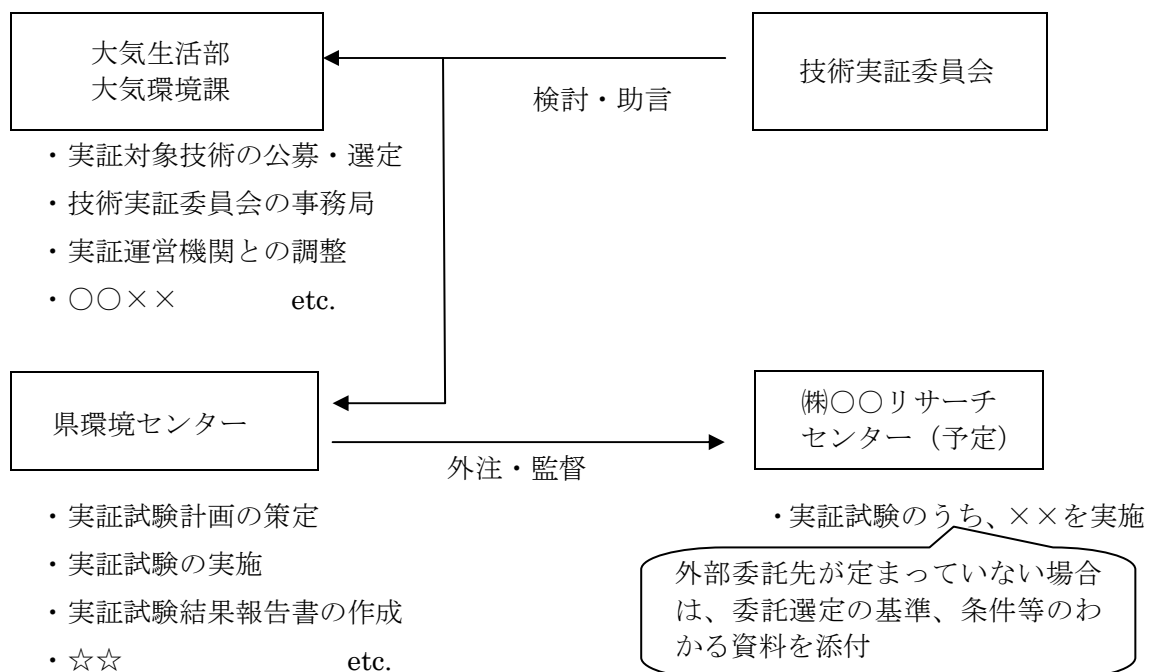 大気生活部
大気環境課
技術実証委員会
検討・助言
・実証対象技術の公募・選定
・技術実証委員会の事務局
・実証運営機関との調整
・〇〇×× etc.
県環境センター
㈱〇〇リサーチ
センター（予定）
外注・監督
・実証試験計画の策定
・実証試験の実施
・実証試験結果報告書の作成
・☆☆ etc.
・実証試験のうち、××を実施
外部委託先が定まっていない場合
は、委託選定の基準、条件等のわ
かる資料を添付